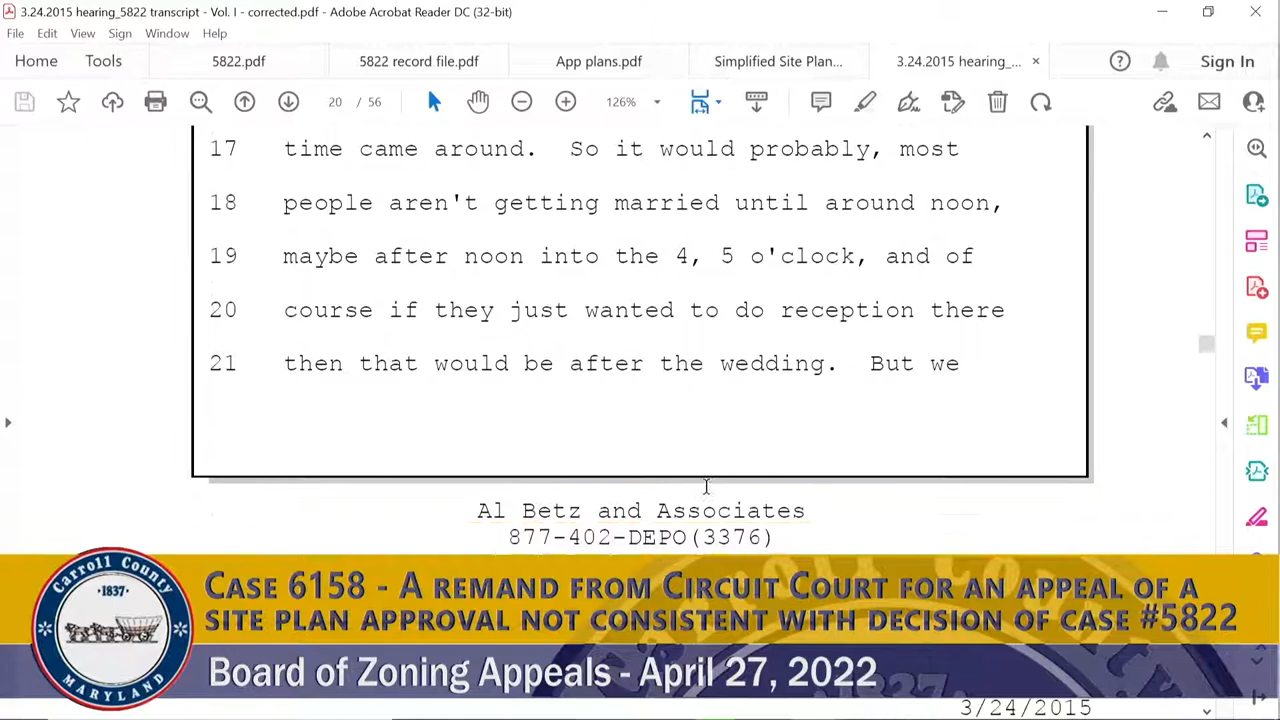 3.24.2015 hearing_5822 transcript - Vol. I - corrected.pdf - Adobe Acrobat Reader DC (32-bit)
File Edit View Sign Window Help
Home Tools 5822.pdf 5822 record file.pdf App plans.pdf Simplified Site Plan... 3.24.2015 hearing_... × Sign In
20 / 56 126%
17 time came around. So it would probably, most
18 people aren't getting married until around noon,
19 maybe after noon into the 4, 5 o'clock, and of
20 course if they just wanted to do reception there
21 then that would be after the wedding. But we
Al Betz and Associates
877-402-DEPO(3376)
Carroll County
1837
MARYLAND
Case 6158 - A remand from Circuit Court for an appeal of a
site plan approval not consistent with decision of case #5822
Board of Zoning Appeals - April 27, 2022
3/24/2015